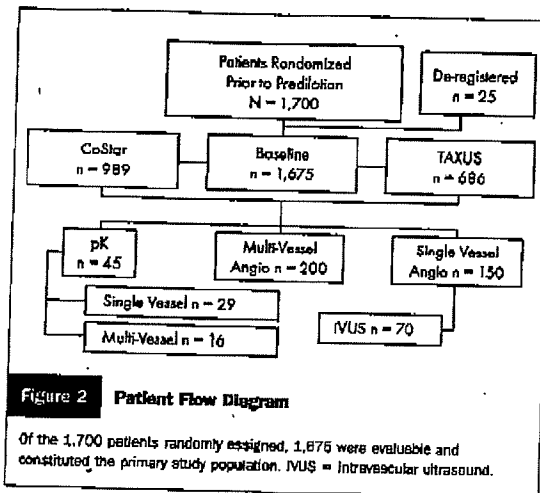 Patients Randomized
Prior to Predilation
N = 1,700
De-registered
n = 25
CoStar
n = 989
Baseline
n = 1,675
TAXUS
n = 686
pK
n = 45
Multi-Vessel
Angio n = 200
Single Vessel
Angio n = 150
Single Vessel n = 29
Multi-Vessel n = 16
IVUS n = 70
Figure 2 Patient Flow Diagram
Of the 1,700 patients randomly assigned, 1,675 were evaluable and
constituted the primary study population. IVUS = intravascular ultrasound.